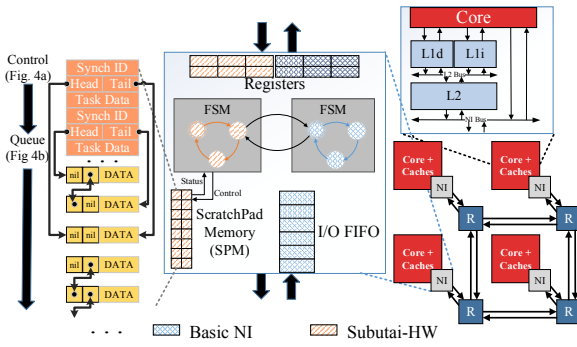 Control
(Fig. 4a)
Queue
(Fig 4b)
Synch ID
Head Tail
Task Data
Synch ID
Head Tail
Task Data
. . .
nil DATA
nil DATA
nil nil DATA
nil DATA
nil DATA
. . .
Registers
FSM
FSM
Status
Control
ScratchPad
Memory
(SPM)
I/O FIFO
Basic NI
Subutai-HW
Core
L1d
L1i
L2 Bus
L2
NI Bus
Core +
Caches
NI
R
Core +
Caches
NI
R
Core +
Caches
NI
R
Core +
Caches
NI
R